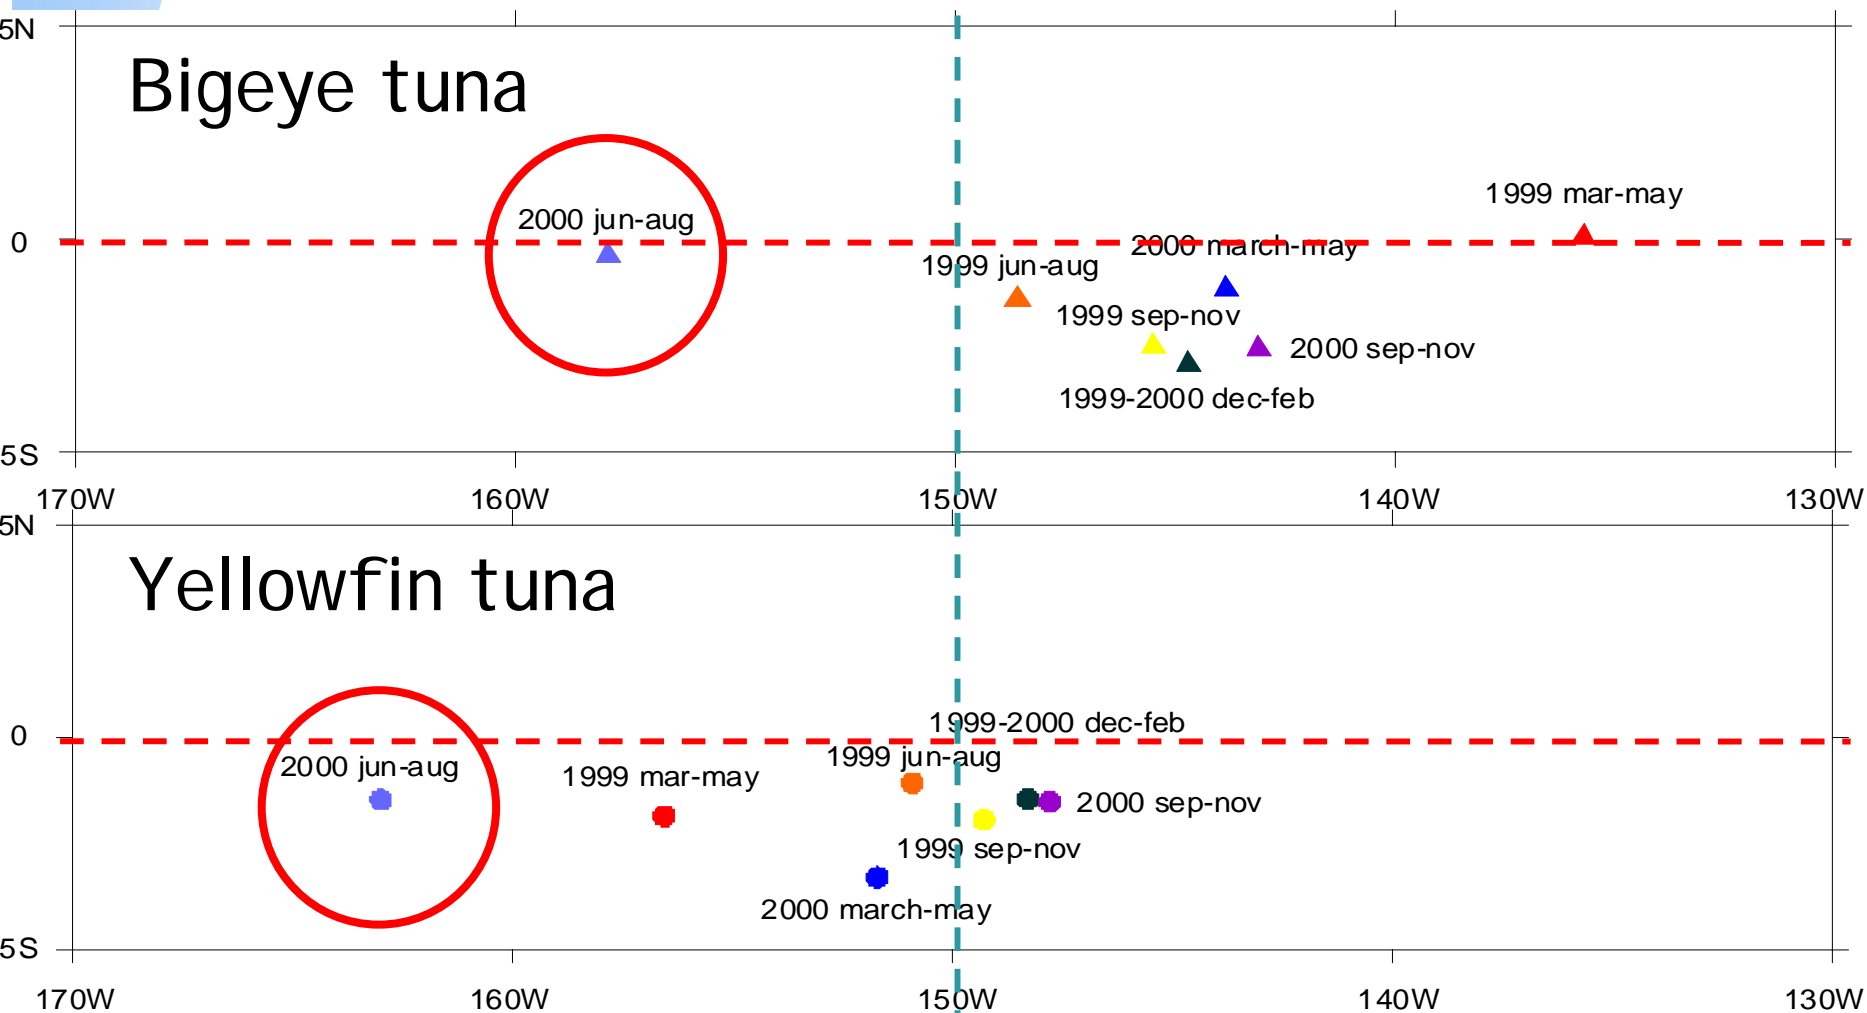 5N
Bigeye tuna
1999 mar-may
2000 jun-aug
0
2000 march-may
1999 jun-aug
1999 sep-nov
2000 sep-nov
1999-2000 dec-feb
5S
170W 160W 150W 140W 130W
5N
Yellowfin tuna
1999-2000 dec-feb
0
1999 jun-aug
2000 jun-aug
1999 mar-may
2000 sep-nov
1999 sep-nov
2000 march-may
5S
170W 160W 150W 140W 130W